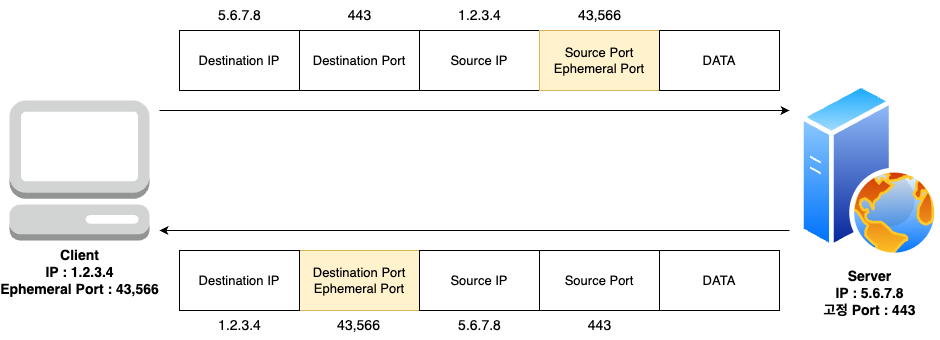 5.6.7.8 443 1.2.3.4 43,566
Destination IP Destination Port Source IP Source Port Ephemeral Port DATA
Client
IP : 1.2.3.4
Ephemeral Port : 43,566
Server
IP : 5.6.7.8
고정 Port : 443
Destination IP Destination Port Ephemeral Port Source IP Source Port DATA
1.2.3.4 43,566 5.6.7.8 443